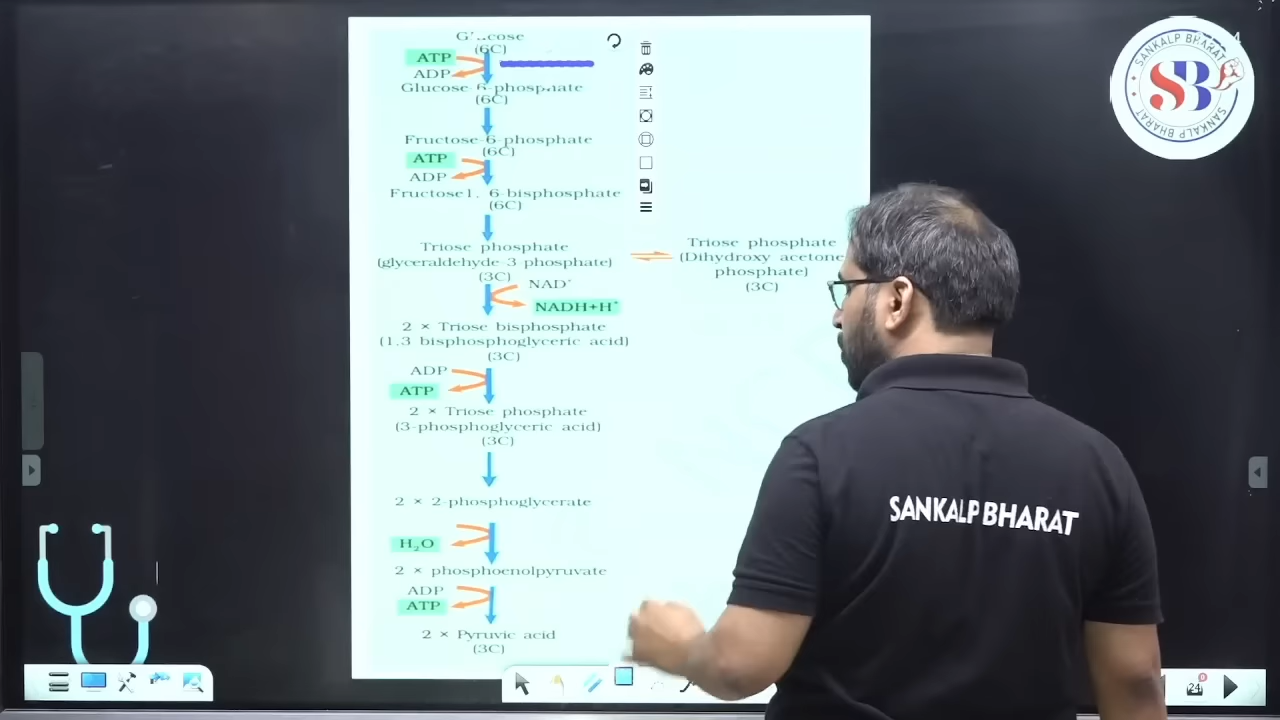 Glucose
(6C)
ATP
ADP
Glucose-6-phosphate
(6C)
Fructose-6-phosphate
(6C)
ATP
ADP
Fructose1, 6-bisphosphate
(6C)
Triose phosphate
(glyceraldehyde-3-phosphate)
(3C)
Triose phosphate
(Dihydroxy acetone
phosphate)
(3C)
NAD⁺
NADH+H⁺
2 × Triose bisphosphate
(1,3 bisphosphoglyceric acid)
(3C)
ADP
ATP
2 × Triose phosphate
(3-phosphoglyceric acid)
(3C)
2 × 2-phosphoglycerate
H₂O
2 × phosphoenolpyruvate
ADP
ATP
2 × Pyruvic acid
(3C)
SANKALP BHARAT
SB
SANKALP BHARAT
SANKALP BHARAT
24